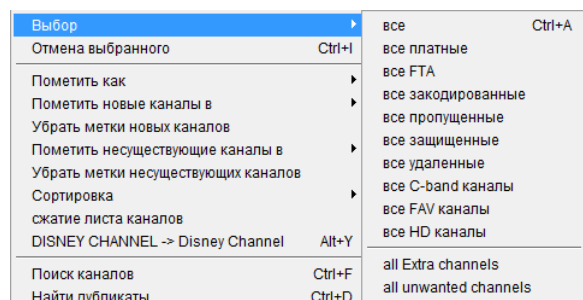 Выбор
Отмена выбранного Ctrl+I
Пометить как
Пометить новые каналы в
Убрать метки новых каналов
Пометить несуществующие каналы в
Убрать метки несуществующих каналов
Сортировка
сжатие листа каналов
DISNEY CHANNEL -> Disney Channel Alt+Y
Поиск каналов Ctrl+F
Найти дубликаты Ctrl+D
все Ctrl+A
все платные
все FTA
все закодированные
все пропущенные
все защищенные
все удаленные
все C-band каналы
все FAV каналы
все HD каналы
all Extra channels
all unwanted channels